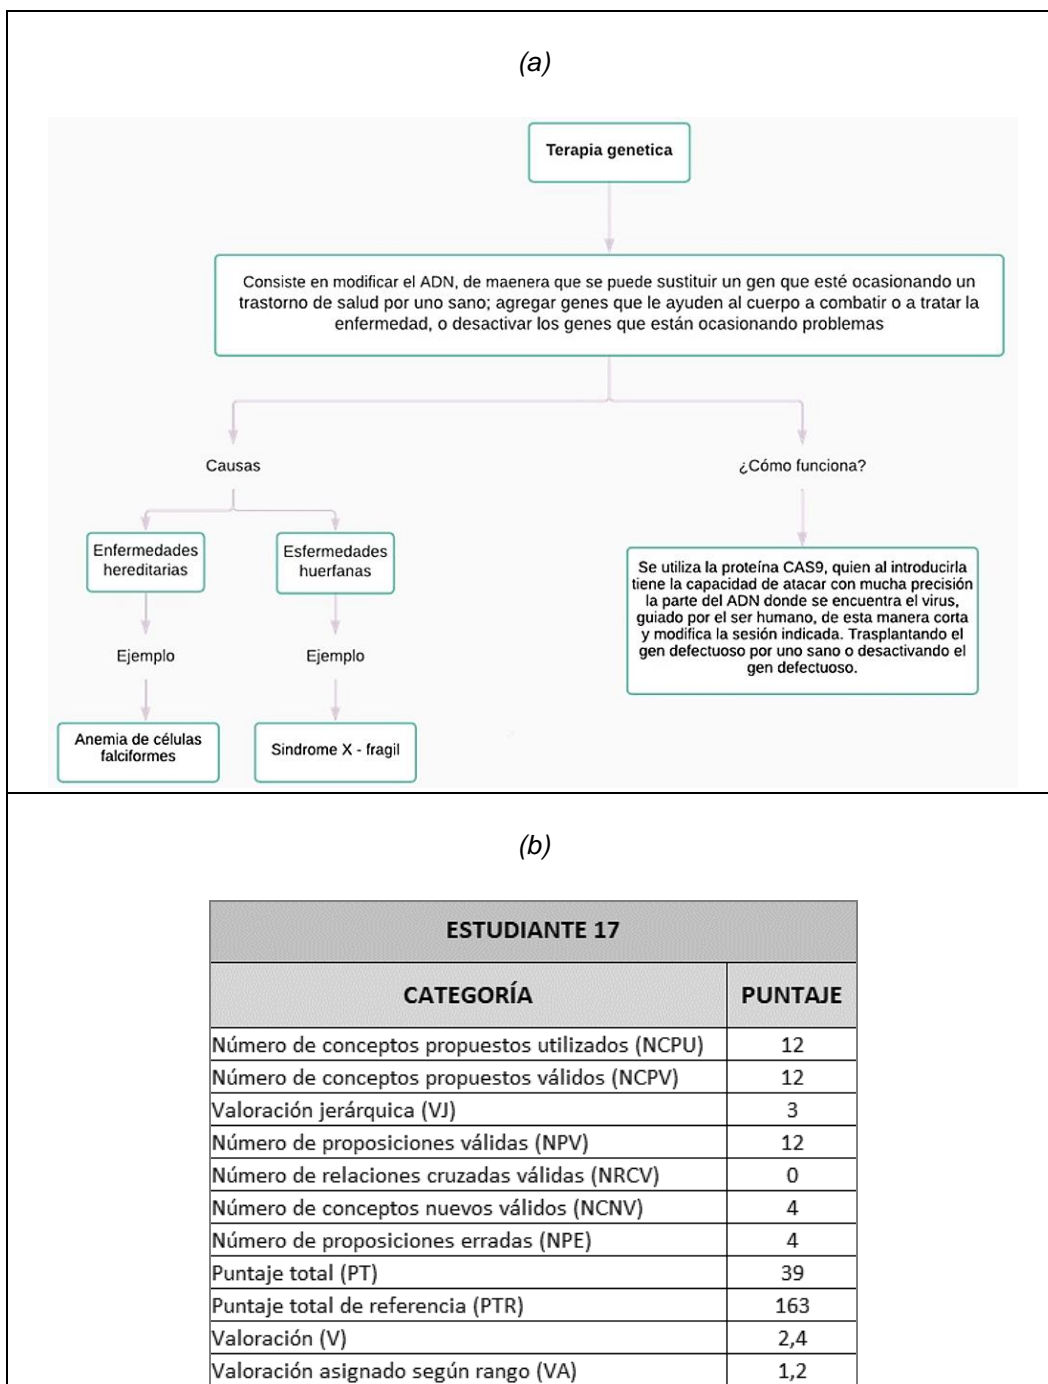 (a)
Terapia genetica
Consiste en modificar el ADN, de maenera que se puede sustituir un gen que esté ocasionando un
trastorno de salud por uno sano; agregar genes que le ayuden al cuerpo a combatir o a tratar la
enfermedad, o desactivar los genes que están ocasionando problemas
Causas
¿Cómo funciona?
Enfermedades
hereditarias
Esfermedades
huerfanas
Se utiliza la proteína CAS9, quien al introducirla
tiene la capacidad de atacar con mucha precisión
la parte del ADN donde se encuentra el virus,
guiado por el ser humano, de esta manera corta
y modifica la sesión indicada. Trasplantando el
gen defectuoso por uno sano o desactivando el
gen defectuoso.
Ejemplo
Ejemplo
Anemia de células
falciformes
Sindrome X - fragil
(b)
ESTUDIANTE 17
CATEGORÍA PUNTAJE
Número de conceptos propuestos utilizados (NCPU) 12
Número de conceptos propuestos válidos (NCPV) 12
Valoración jerárquica (VJ) 3
Número de proposiciones válidas (NPV) 12
Número de relaciones cruzadas válidas (NRCV) 0
Número de conceptos nuevos válidos (NCNV) 4
Número de proposiciones erradas (NPE) 4
Puntaje total (PT) 39
Puntaje total de referencia (PTR) 163
Valoración (V) 2,4
Valoración asignado según rango (VA) 1,2